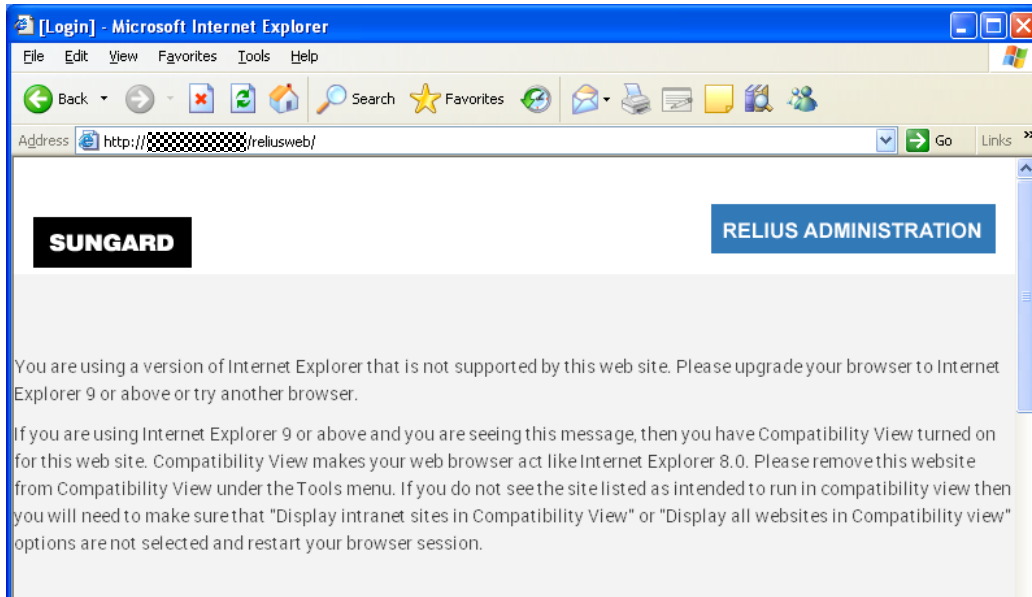 [Login] - Microsoft Internet Explorer
File Edit View Favorites Tools Help
Back Search Favorites
Address http:// /reliusweb/ Go Links »
SUNGARD
RELIUS ADMINISTRATION
You are using a version of Internet Explorer that is not supported by this web site. Please upgrade your browser to Internet
Explorer 9 or above or try another browser.
If you are using Internet Explorer 9 or above and you are seeing this message, then you have Compatibility View turned on
for this web site. Compatibility View makes your web browser act like Internet Explorer 8.0. Please remove this website
from Compatibility View under the Tools menu. If you do not see the site listed as intended to run in compatibility view then
you will need to make sure that "Display intranet sites in Compatibility View" or "Display all websites in Compatibility view"
options are not selected and restart your browser session.